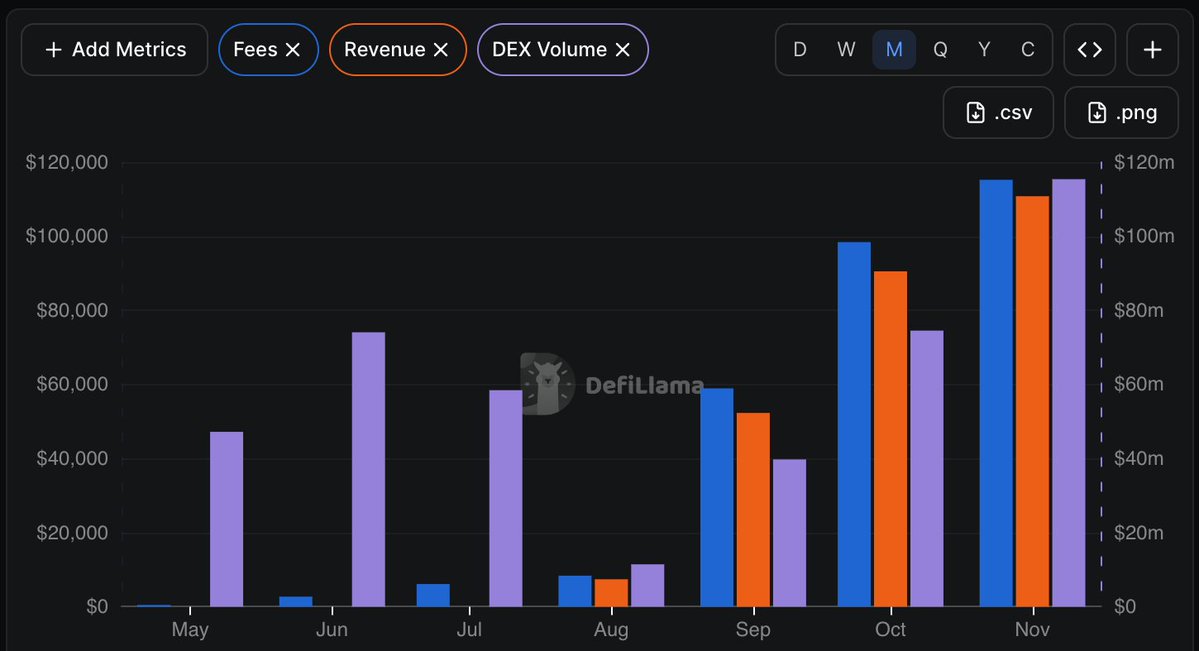 + Add Metrics Fees × Revenue × DEX Volume × D W M Q Y C <> +
.csv .png
$120,000 $120m
$100,000 $100m
$80,000 $80m
$60,000 DefiLlama $60m
$40,000 $40m
$20,000 $20m
$0 $0
May Jun Jul Aug Sep Oct Nov